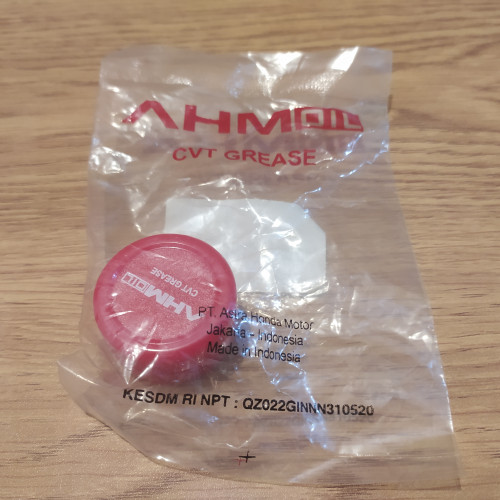 AHMOIL
CVT GREASE
AHMOIL
CVT GREASE
PT. Astra Honda Motor
Jakarta - Indonesia
Made in Indonesia
KESDM RI NPT : QZ022GINNN310520